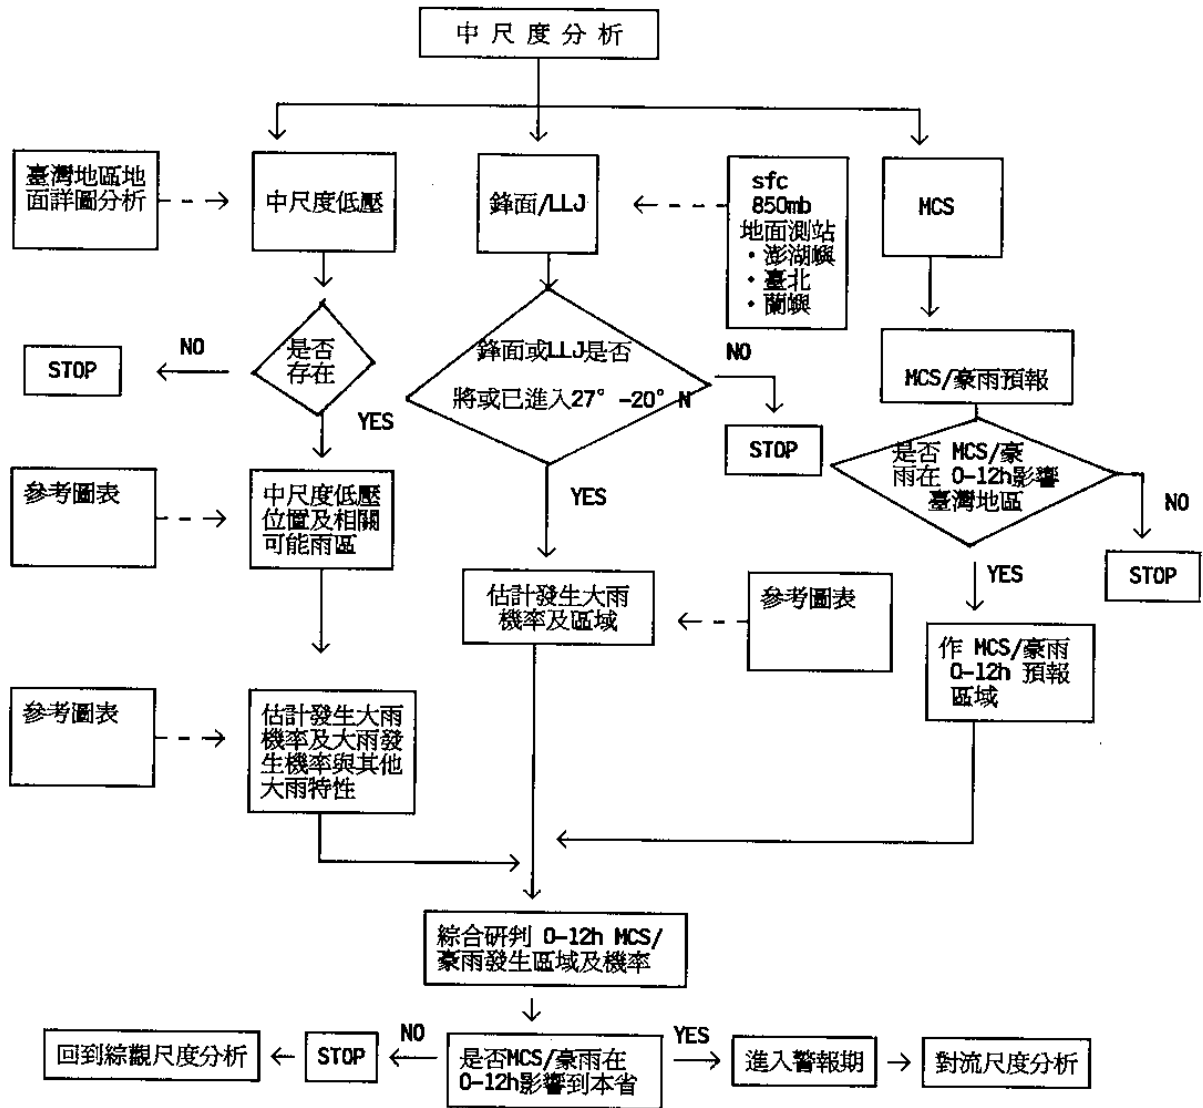 中尺度分析
臺灣地區地
面詳圖分析
中尺度低壓
鋒面/LLJ
sfc
850mb
地面測站
·澎湖嶼
·臺北
·蘭嶼
MCS
是否
存在
NO
STOP
YES
鋒面或LLJ是否
將或已進入27°-20°N
NO
STOP
YES
MCS/豪雨預報
是否 MCS/豪
雨在 0-12h影響
臺灣地區
NO
STOP
YES
參考圖表
中尺度低壓
位置及相關
可能雨區
估計發生大雨
機率及區域
參考圖表
作 MCS/豪雨
0-12h 預報
區域
參考圖表
估計發生大雨
機率及大雨發
生機率與其他
大雨特性
綜合研判 0-12h MCS/
豪雨發生區域及機率
回到綜觀尺度分析
STOP
NO
是否MCS/豪雨在
0-12h影響到本省
YES
進入警報期
對流尺度分析